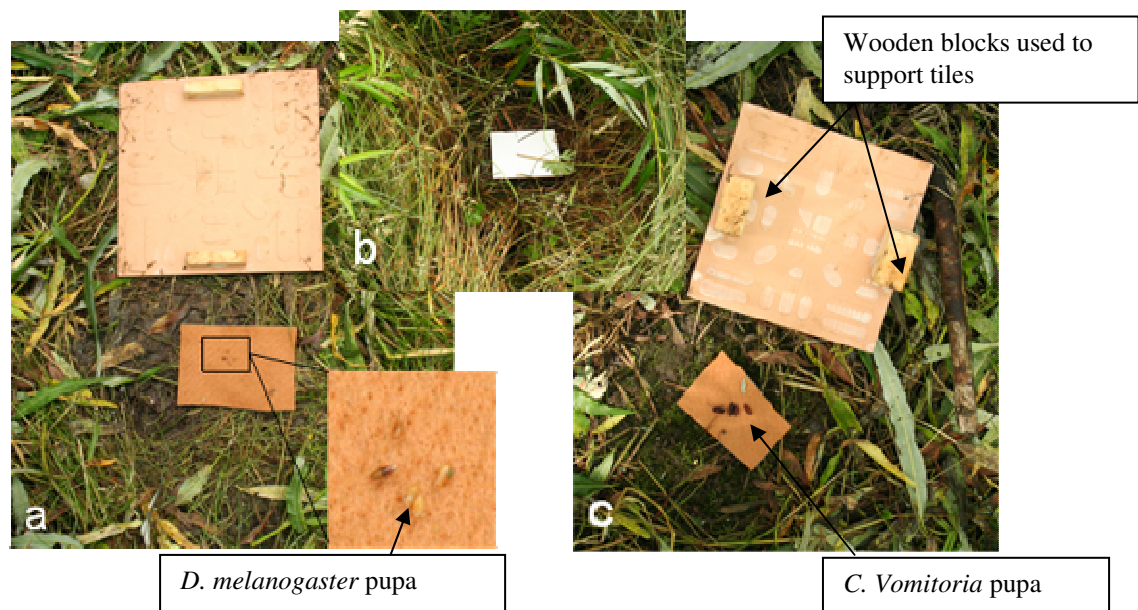 Wooden blocks used to
support tiles
b
a
c
D. melanogaster pupa
C. Vomitoria pupa